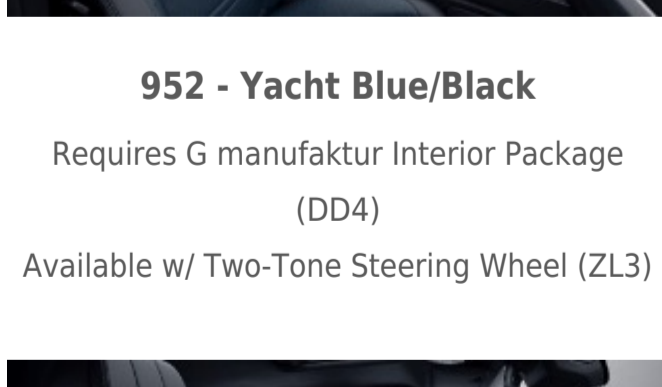 952 - Yacht Blue/Black
Requires G manufaktur Interior Package
(DD4)
Available w/ Two-Tone Steering Wheel (ZL3)